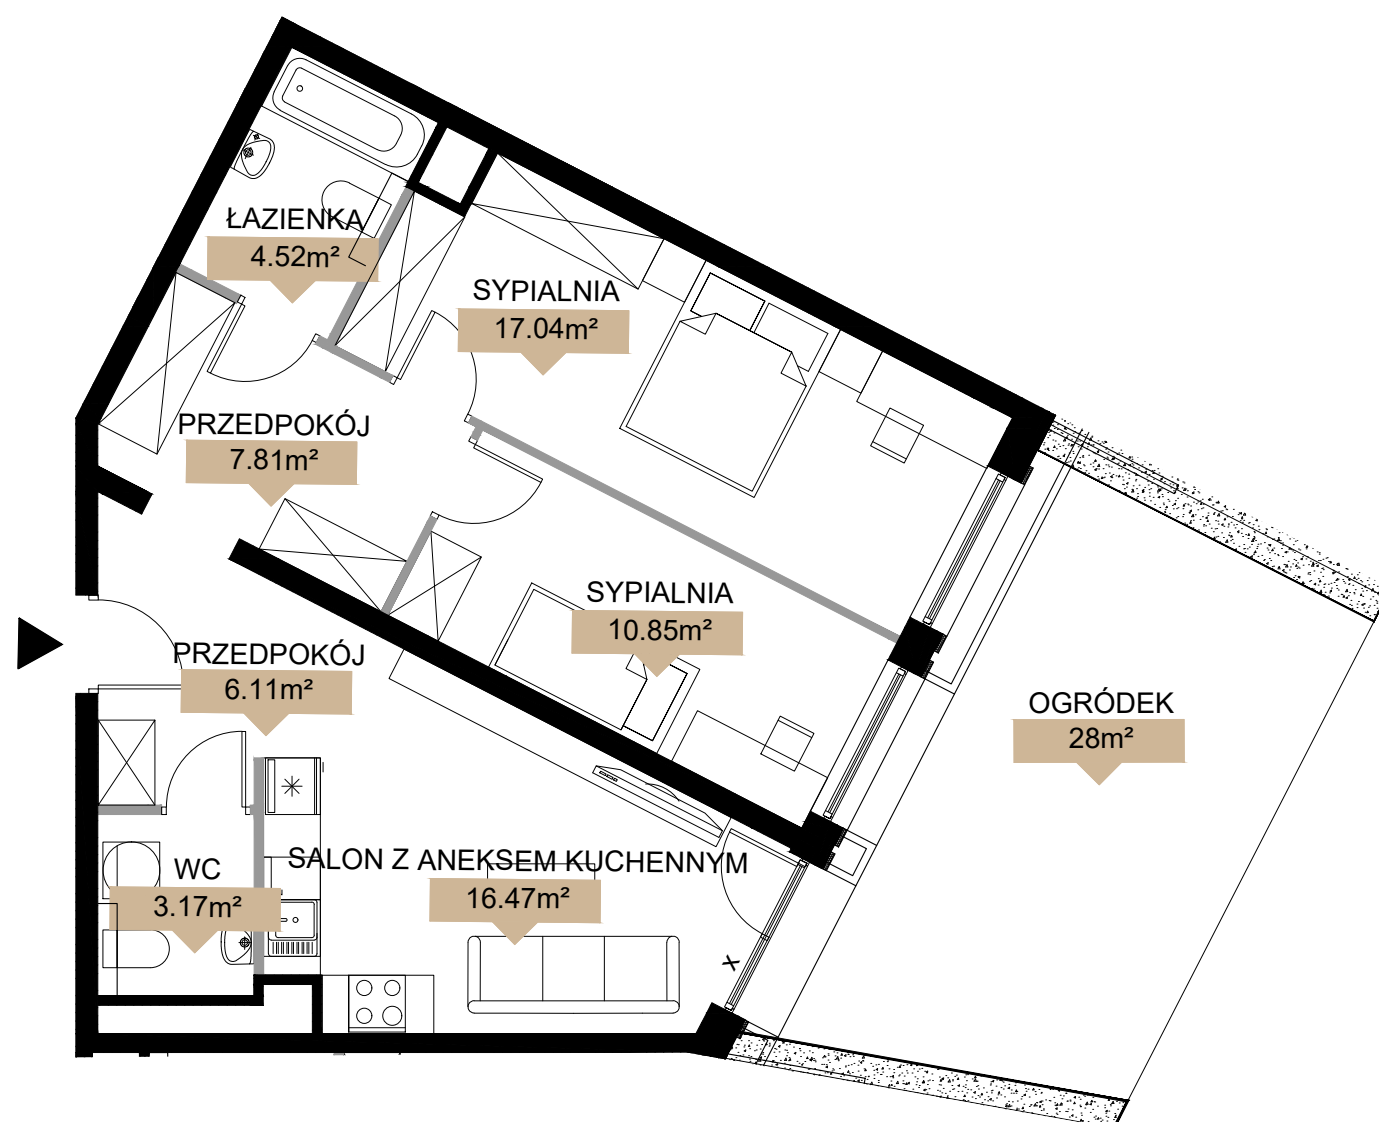 ŁAZIENKA
4.52m²
SYPIALNIA
17.04m²
PRZEDPOKÓJ
7.81m²
SYPIALNIA
10.85m²
PRZEDPOKÓJ
6.11m²
OGRÓDEK
28m²
WC
3.17m²
SALON Z ANEKSEM KUCHENNYM
16.47m²
x